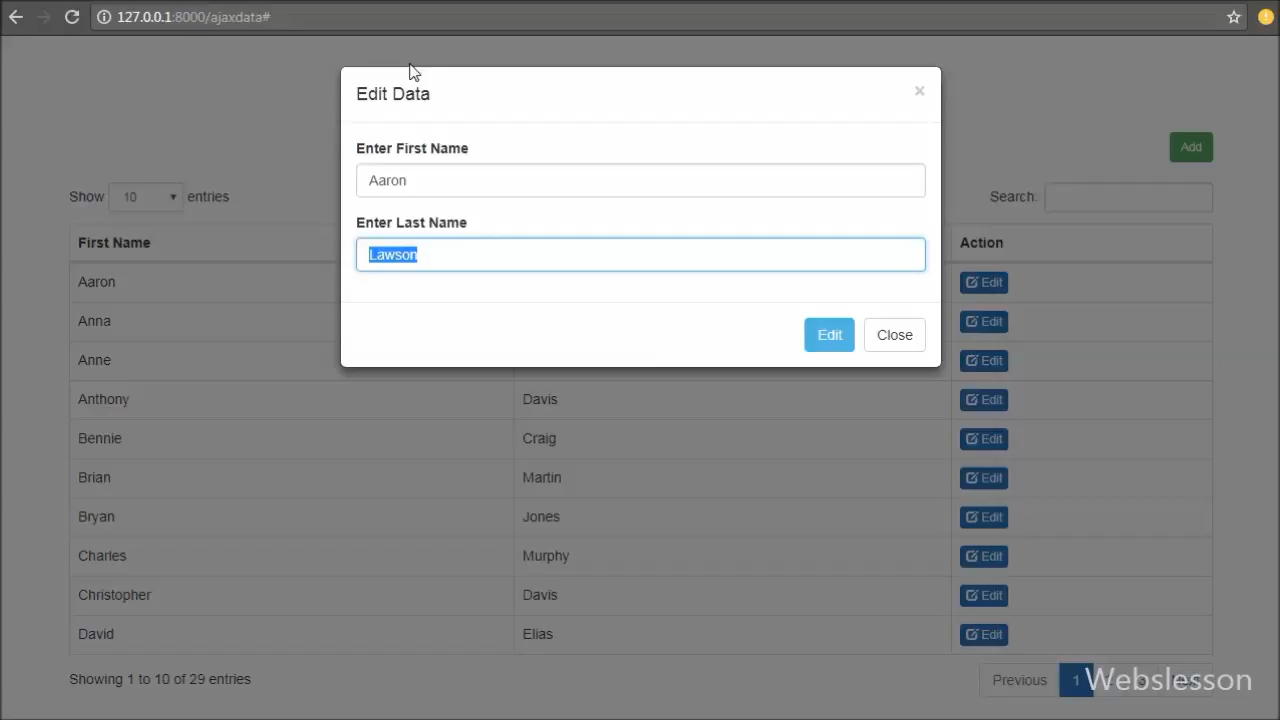 127.0.0.1:8000/ajaxdata#
Edit Data ×
Enter First Name
Aaron
Enter Last Name
Lawson
Edit Close
Add
Show 10 entries
Search:
First Name Action
Aaron Edit
Anna Edit
Anne Edit
Anthony Davis Edit
Bennie Craig Edit
Brian Martin Edit
Bryan Jones Edit
Charles Murphy Edit
Christopher Davis Edit
David Elias Edit
Showing 1 to 10 of 29 entries
Previous 1
Webslesson